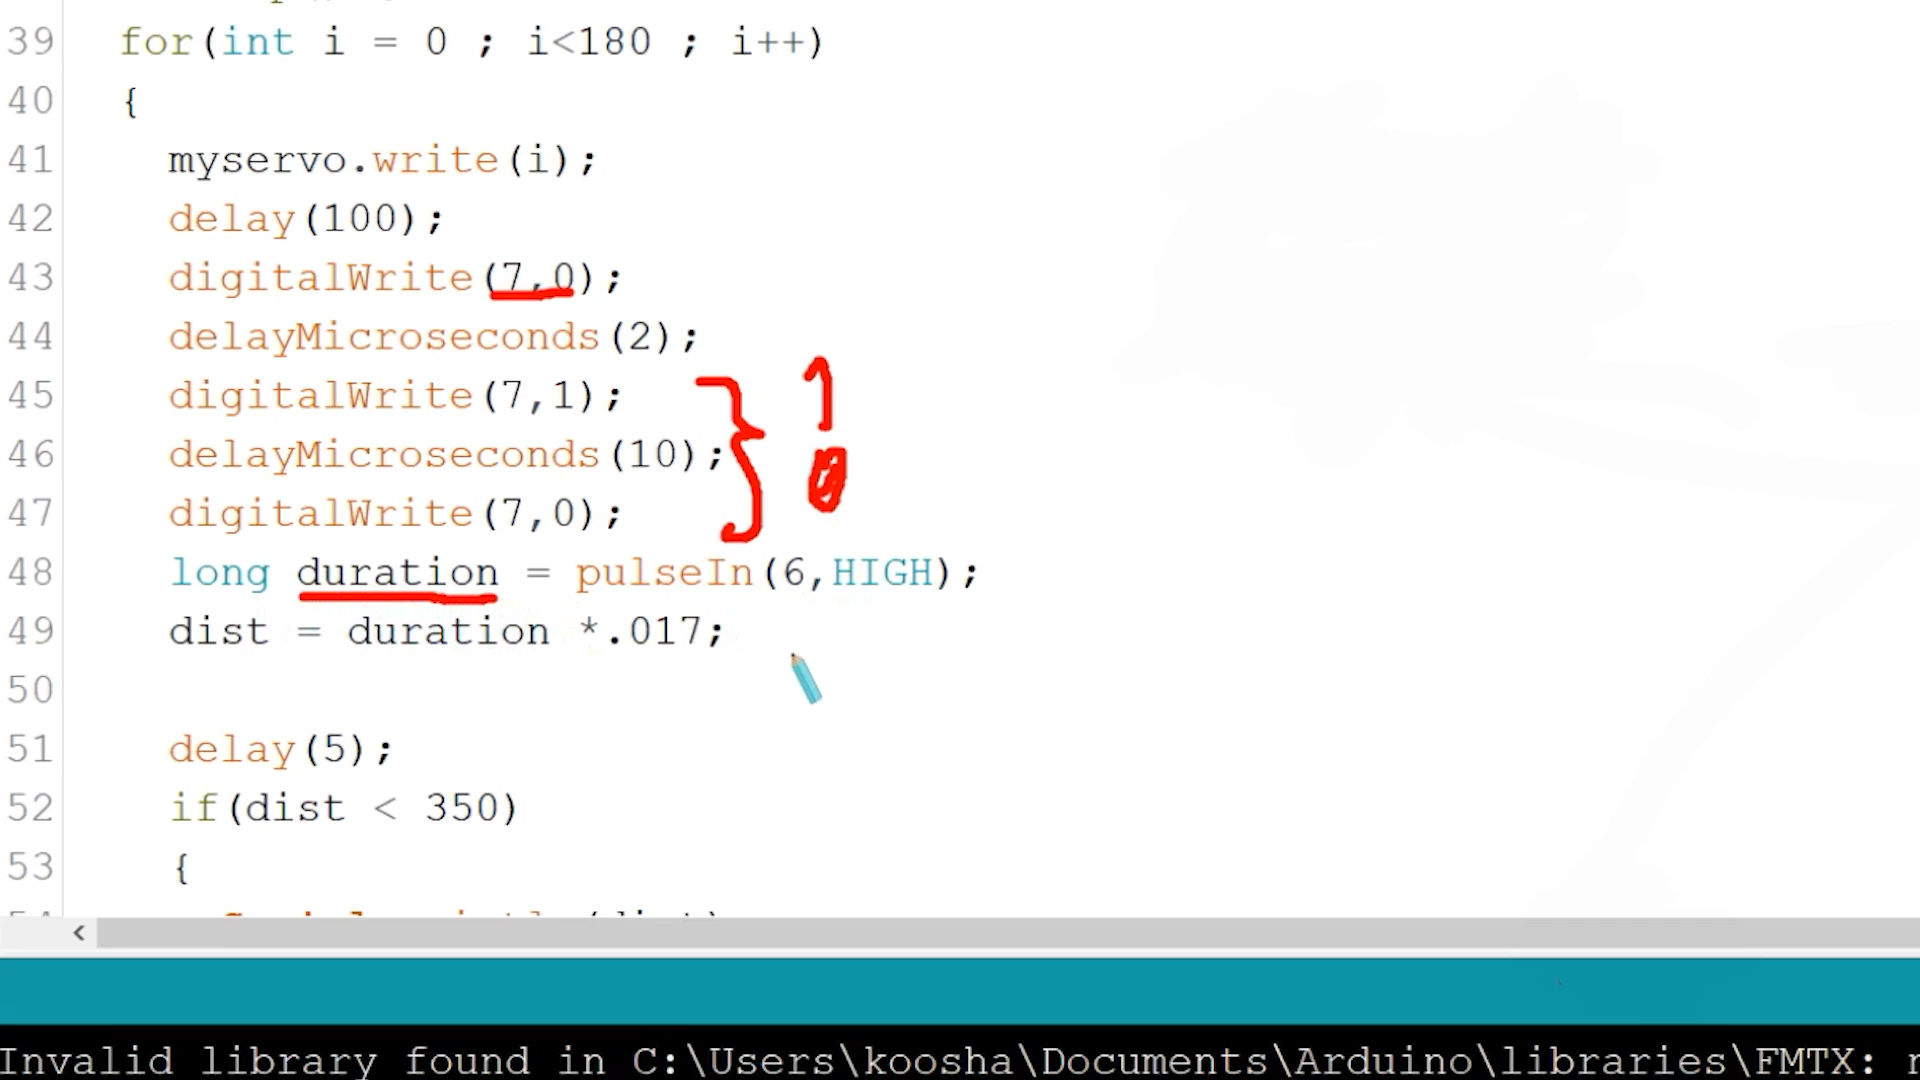 39 for(int i = 0 ; i<180 ; i++)
40 {
41 myservo.write(i);
42 delay(100);
43 digitalWrite(7,0);
44 delayMicroseconds(2);
45 digitalWrite(7,1);
46 delayMicroseconds(10);
47 digitalWrite(7,0);
48 long duration = pulseIn(6,HIGH);
49 dist = duration *.017;
50
51 delay(5);
52 if(dist < 350)
53 {
Invalid library found in C:\Users\koosha\Documents\Arduino\libraries\FMTX: